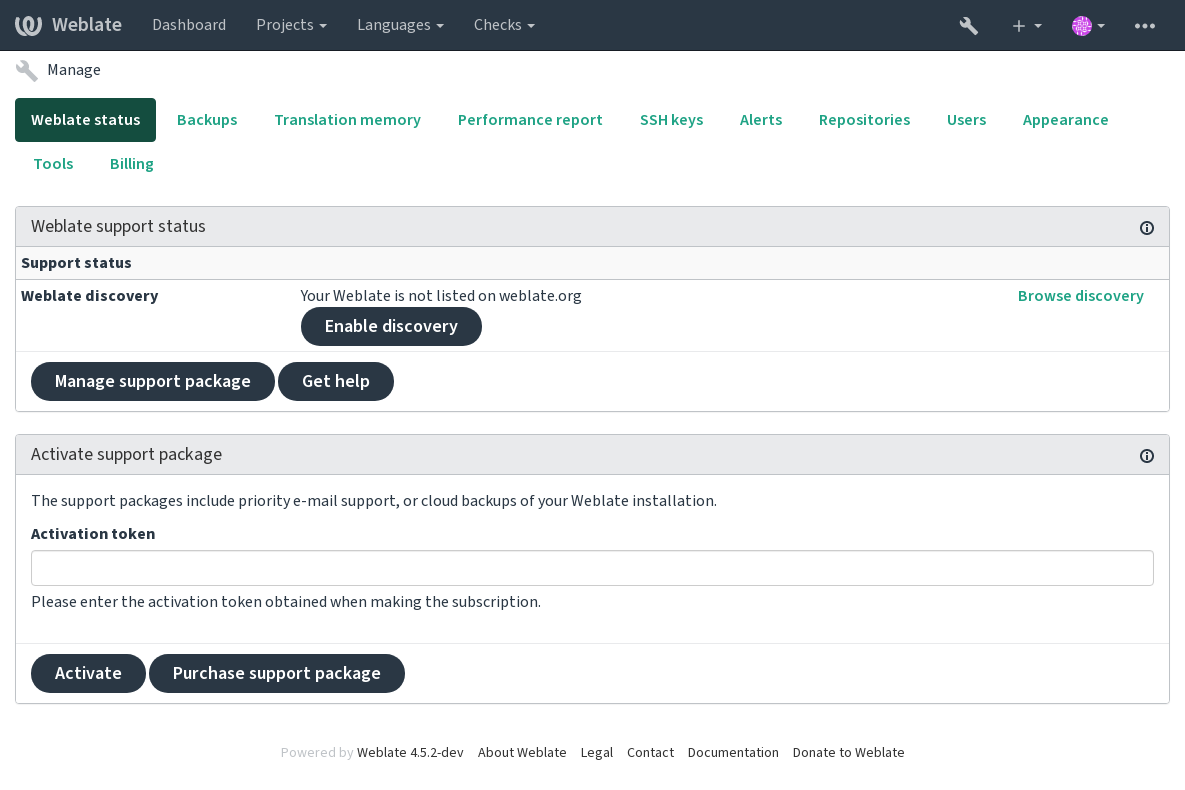 Weblate Dashboard Projects Languages Checks
Manage
Weblate status Backups Translation memory Performance report SSH keys Alerts Repositories Users Appearance
Tools Billing
Weblate support status
Support status
Weblate discovery Your Weblate is not listed on weblate.org Browse discovery
Enable discovery
Manage support package Get help
Activate support package
The support packages include priority e-mail support, or cloud backups of your Weblate installation.
Activation token
Please enter the activation token obtained when making the subscription.
Activate Purchase support package
Powered by Weblate 4.5.2-dev About Weblate Legal Contact Documentation Donate to Weblate